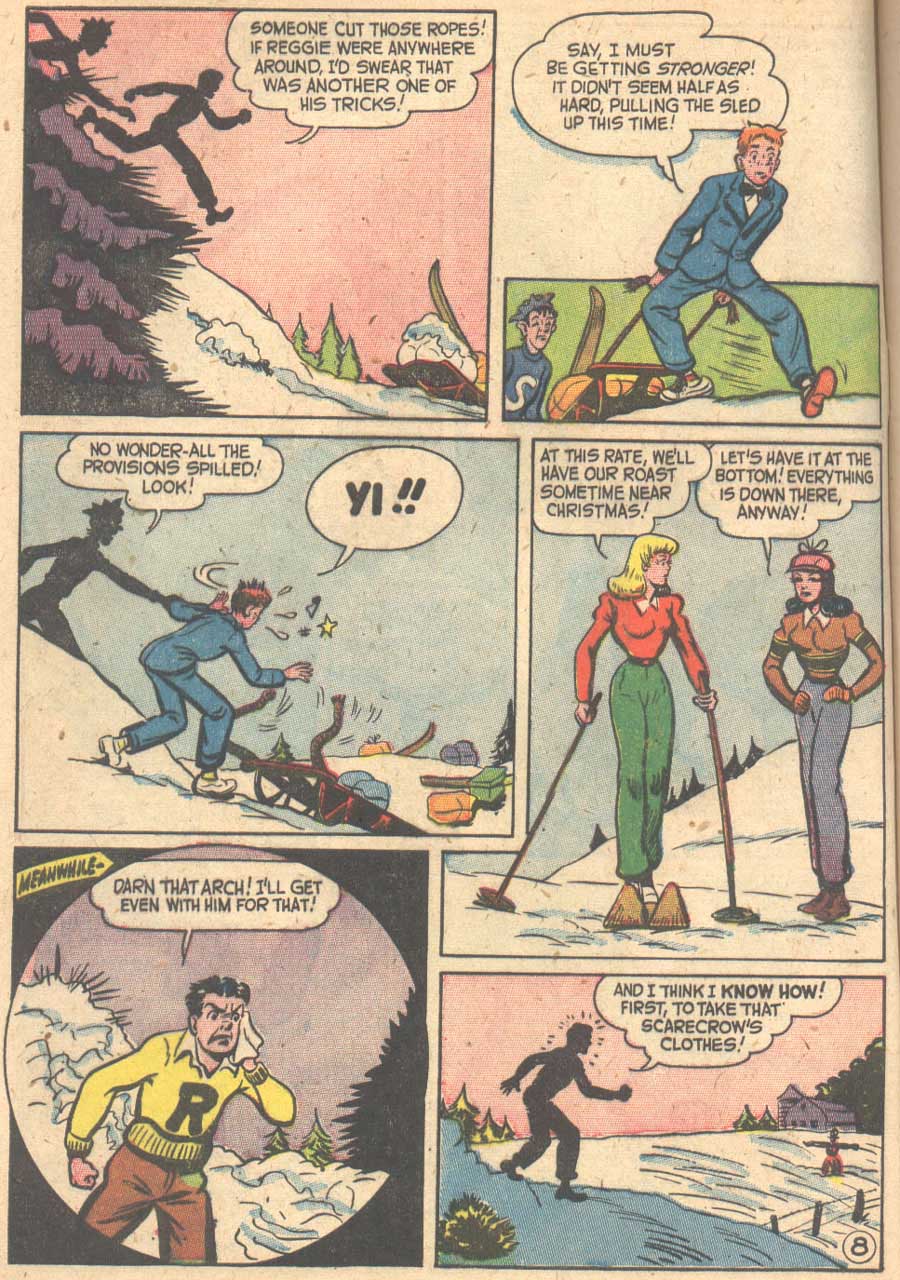 SOMEONE CUT THOSE ROPES!
IF REGGIE WERE ANYWHERE
AROUND, I'D SWEAR THAT
WAS ANOTHER ONE OF
HIS TRICKS!
SAY, I MUST
BE GETTING STRONGER!
IT DIDN'T SEEM HALF AS
HARD, PULLING THE SLED
UP THIS TIME!
S
NO WONDER-ALL THE
PROVISIONS SPILLED!
LOOK!
YI!!
AT THIS RATE, WE'LL
HAVE OUR ROAST
SOMETIME NEAR
CHRISTMAS!
LET'S HAVE IT AT THE
BOTTOM! EVERYTHING
IS DOWN THERE,
ANYWAY!
MEANWHILE-
DARN THAT ARCH! I'LL GET
EVEN WITH HIM FOR THAT!
R
AND I THINK I KNOW HOW!
FIRST, TO TAKE THAT
SCARECROW'S
CLOTHES!
8